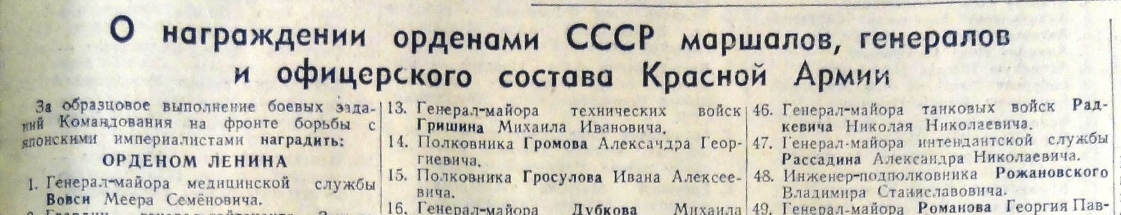 О награждении орденами СССР маршалов, генералов
и офицерского состава Красной Армии
За образцовое выполнение боевых зада-
ний Командования на фронте борьбы с
японскими империалистами наградить:
ОРДЕНОМ ЛЕНИНА
1. Генерал-майора медицинской службы
Вовси Меера Семёновича.
13. Генерал-майора технических войск
Гришина Михаила Ивановича.
14. Полковника Громова Александра Геор-
гиевича.
15. Полковника Гросулова Ивана Алексее-
вича.
16. Генерал-майора Дубкова Михаила
46. Генерал-майора танковых войск Рад-
кевича Николая Николаевича.
47. Генерал-майора интендантской службы
Рассадина Александра Николаевича.
48. Инженер-подполковника Рожановского
Владимира Станиславовича.
49. Генерал-майора Романова Георгия Пав-